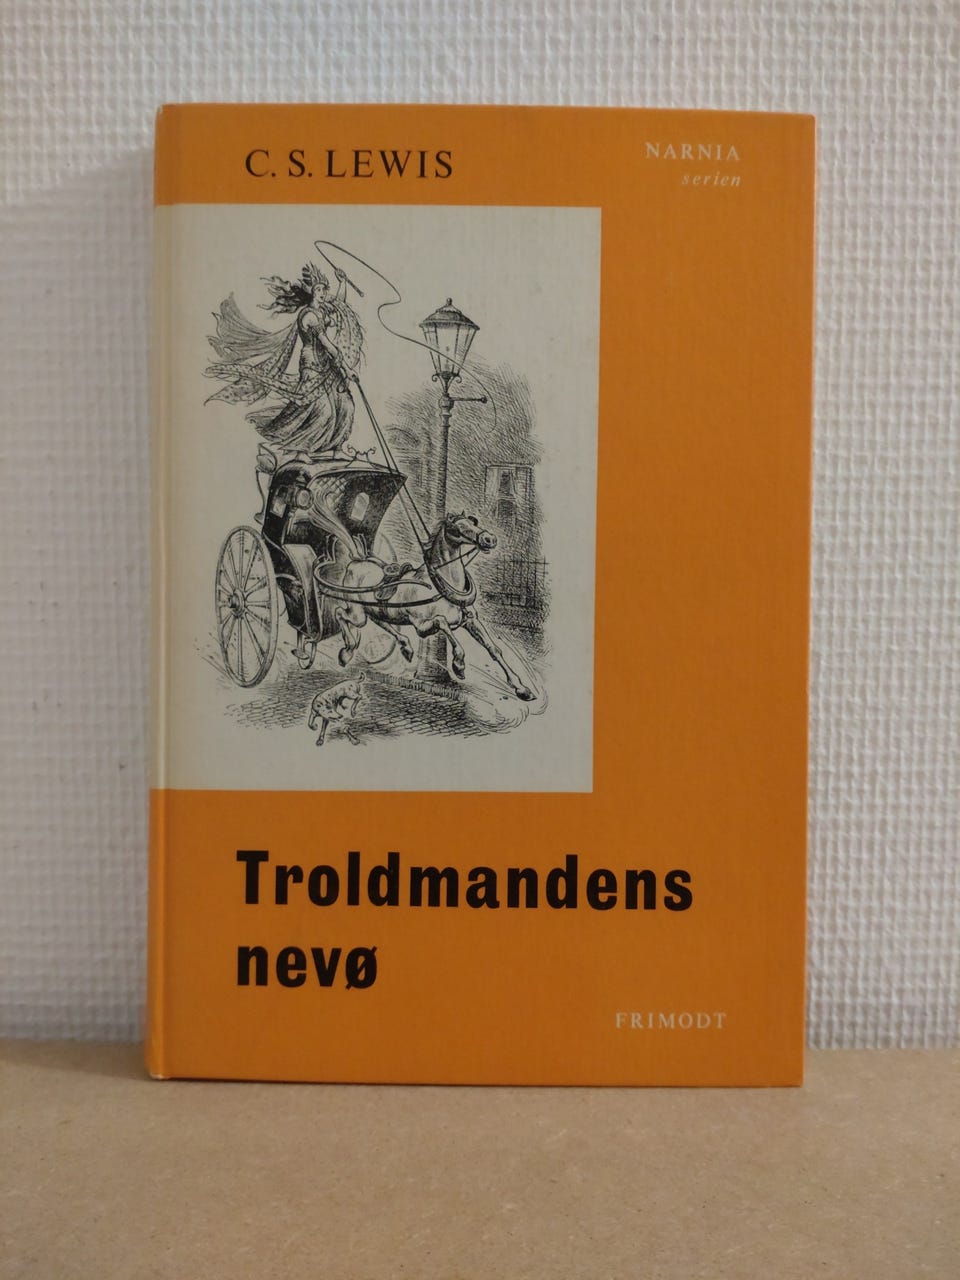 C. S. LEWIS
NARNIA
serien
Troldmandens
nevø
FRIMODT